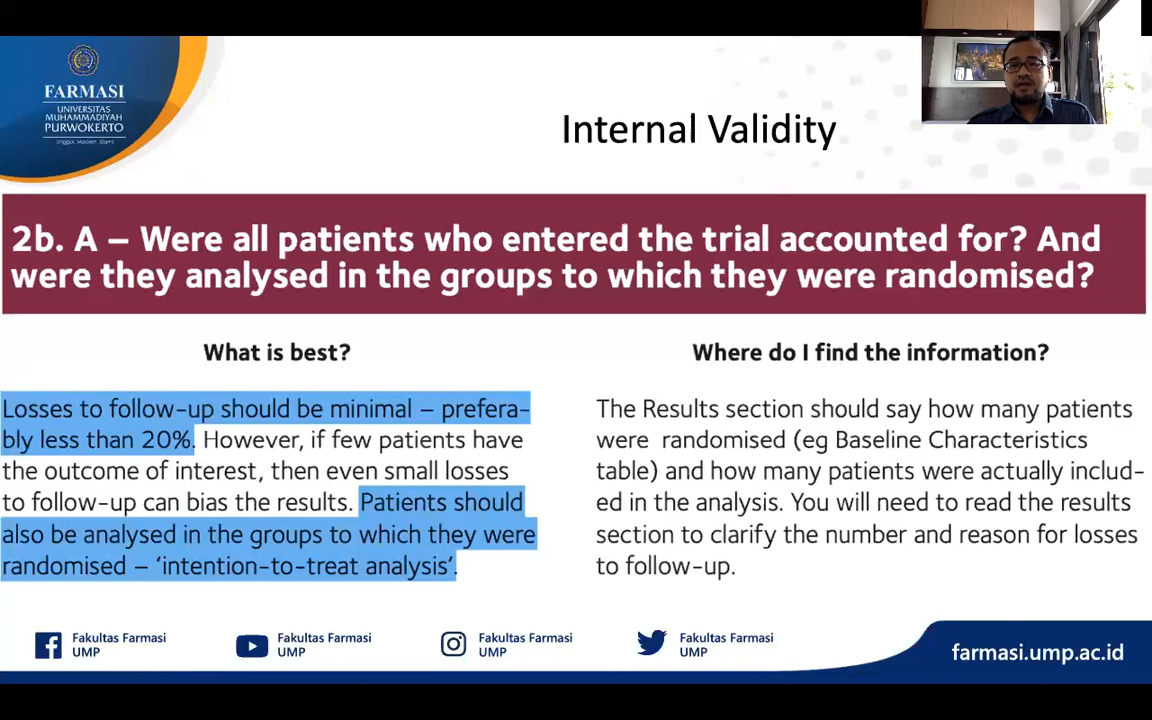 FARMASI
UNIVERSITAS
MUHAMMADIYAH
PURWOKERTO
Unggul, Modern, Islami
Internal Validity
2b. A – Were all patients who entered the trial accounted for? And
were they analysed in the groups to which they were randomised?
What is best?
Losses to follow-up should be minimal – prefera-
bly less than 20%. However, if few patients have
the outcome of interest, then even small losses
to follow-up can bias the results. Patients should
also be analysed in the groups to which they were
randomised – ‘intention-to-treat analysis’.
Where do I find the information?
The Results section should say how many patients
were randomised (eg Baseline Characteristics
table) and how many patients were actually includ-
ed in the analysis. You will need to read the results
section to clarify the number and reason for losses
to follow-up.
Fakultas Farmasi
UMP
Fakultas Farmasi
UMP
Fakultas Farmasi
UMP
Fakultas Farmasi
UMP
farmasi.ump.ac.id